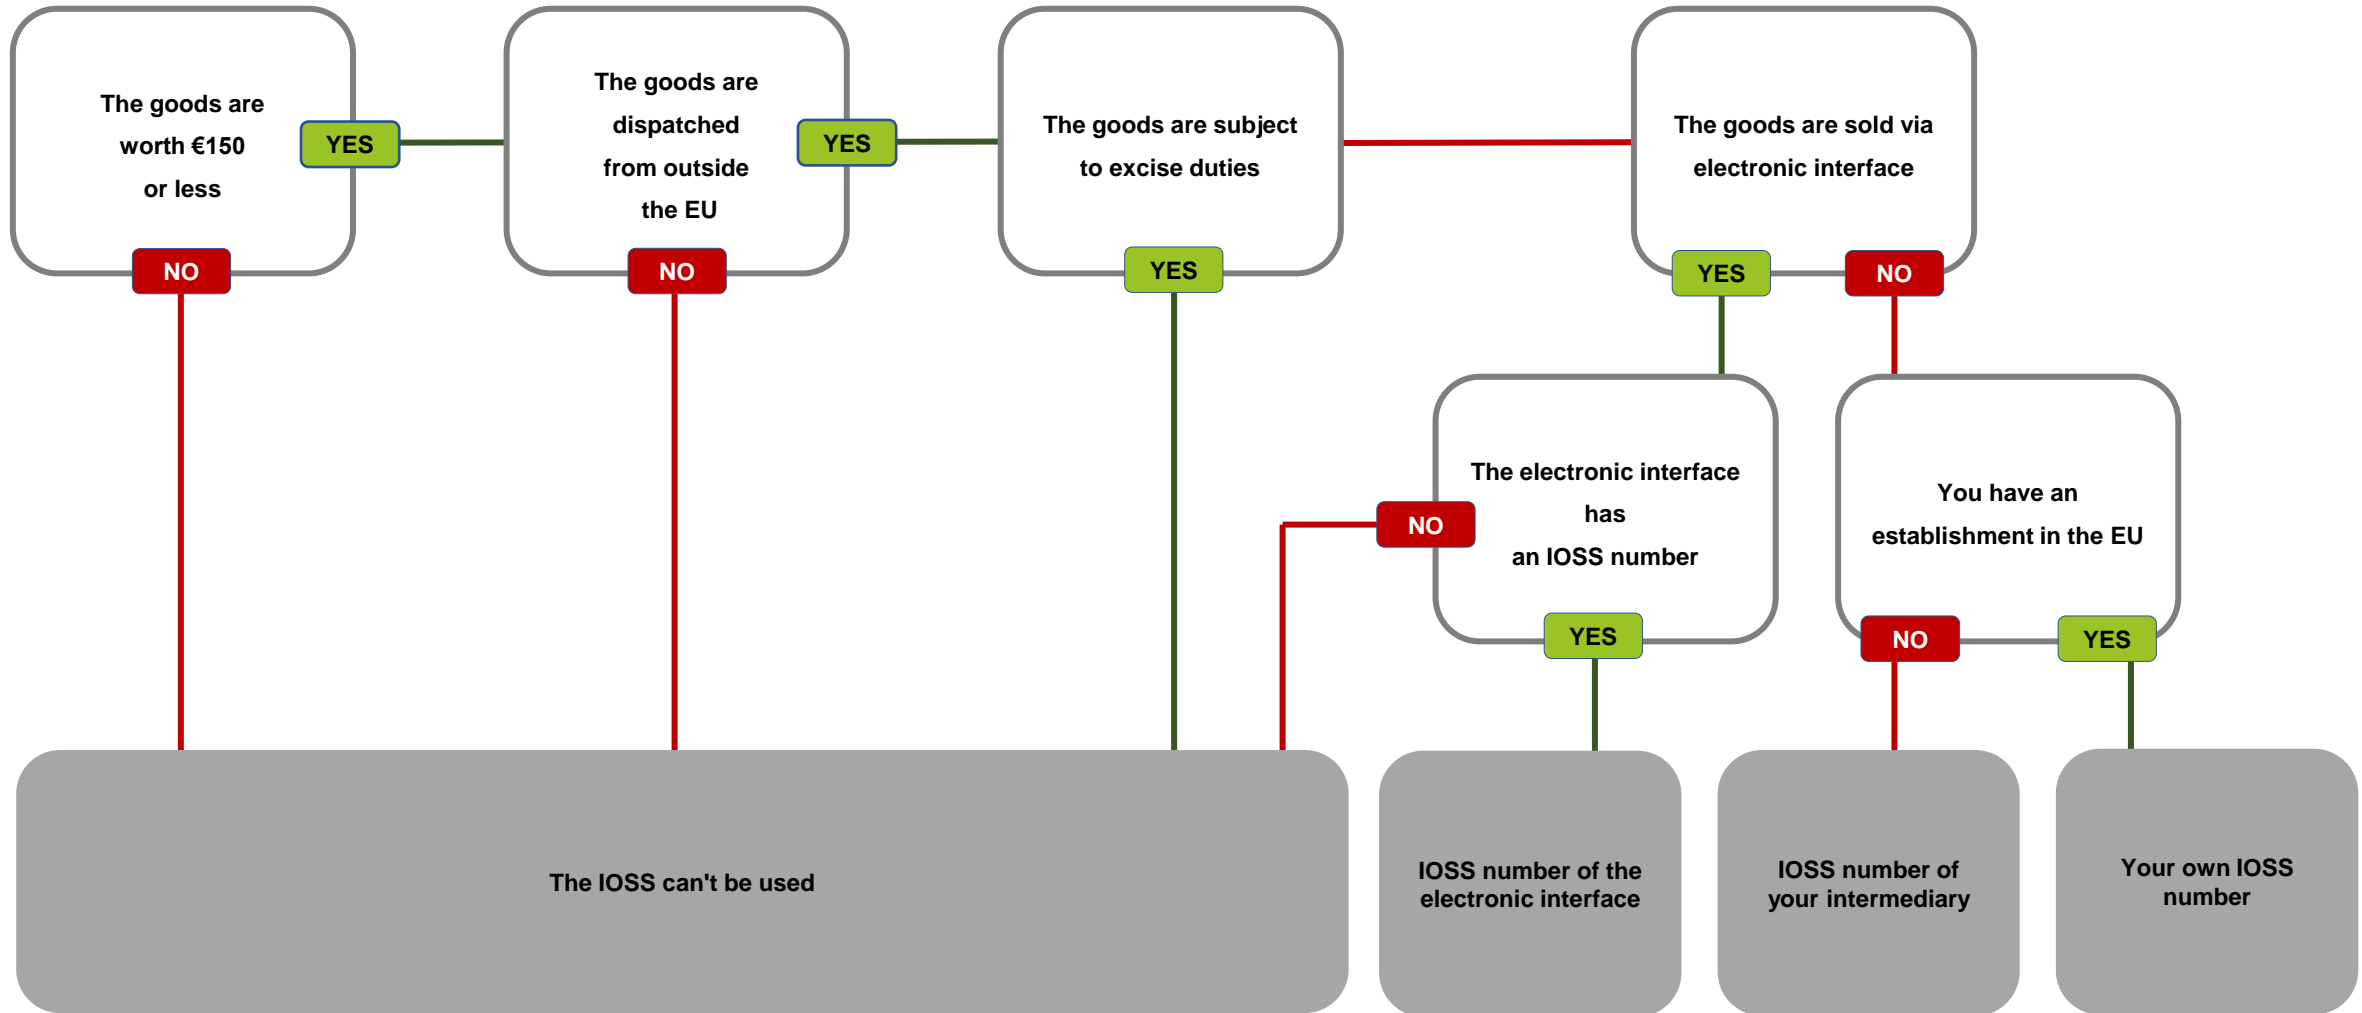 The goods are
worth €150
or less
YES
NO
The goods are
dispatched
from outside
the EU
YES
NO
The goods are subject
to excise duties
YES
The goods are sold via
electronic interface
YES
NO
The electronic interface
has
an IOSS number
NO
YES
You have an
establishment in the EU
NO
YES
The IOSS can't be used
IOSS number of the
electronic interface
IOSS number of
your intermediary
Your own IOSS
number